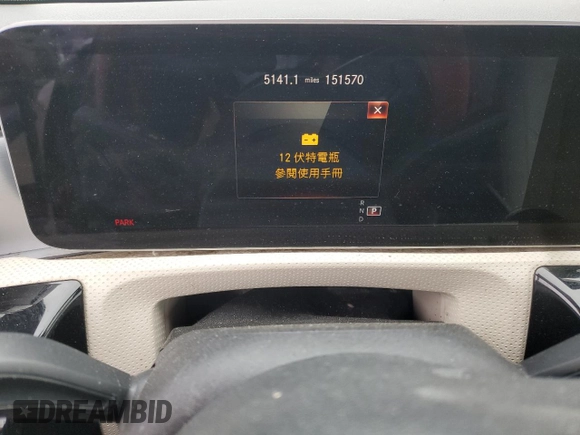 5141.1 miles 151570
12 伏特電瓶
參閱使用手冊
R
N P
D
PARK
DREAMBID